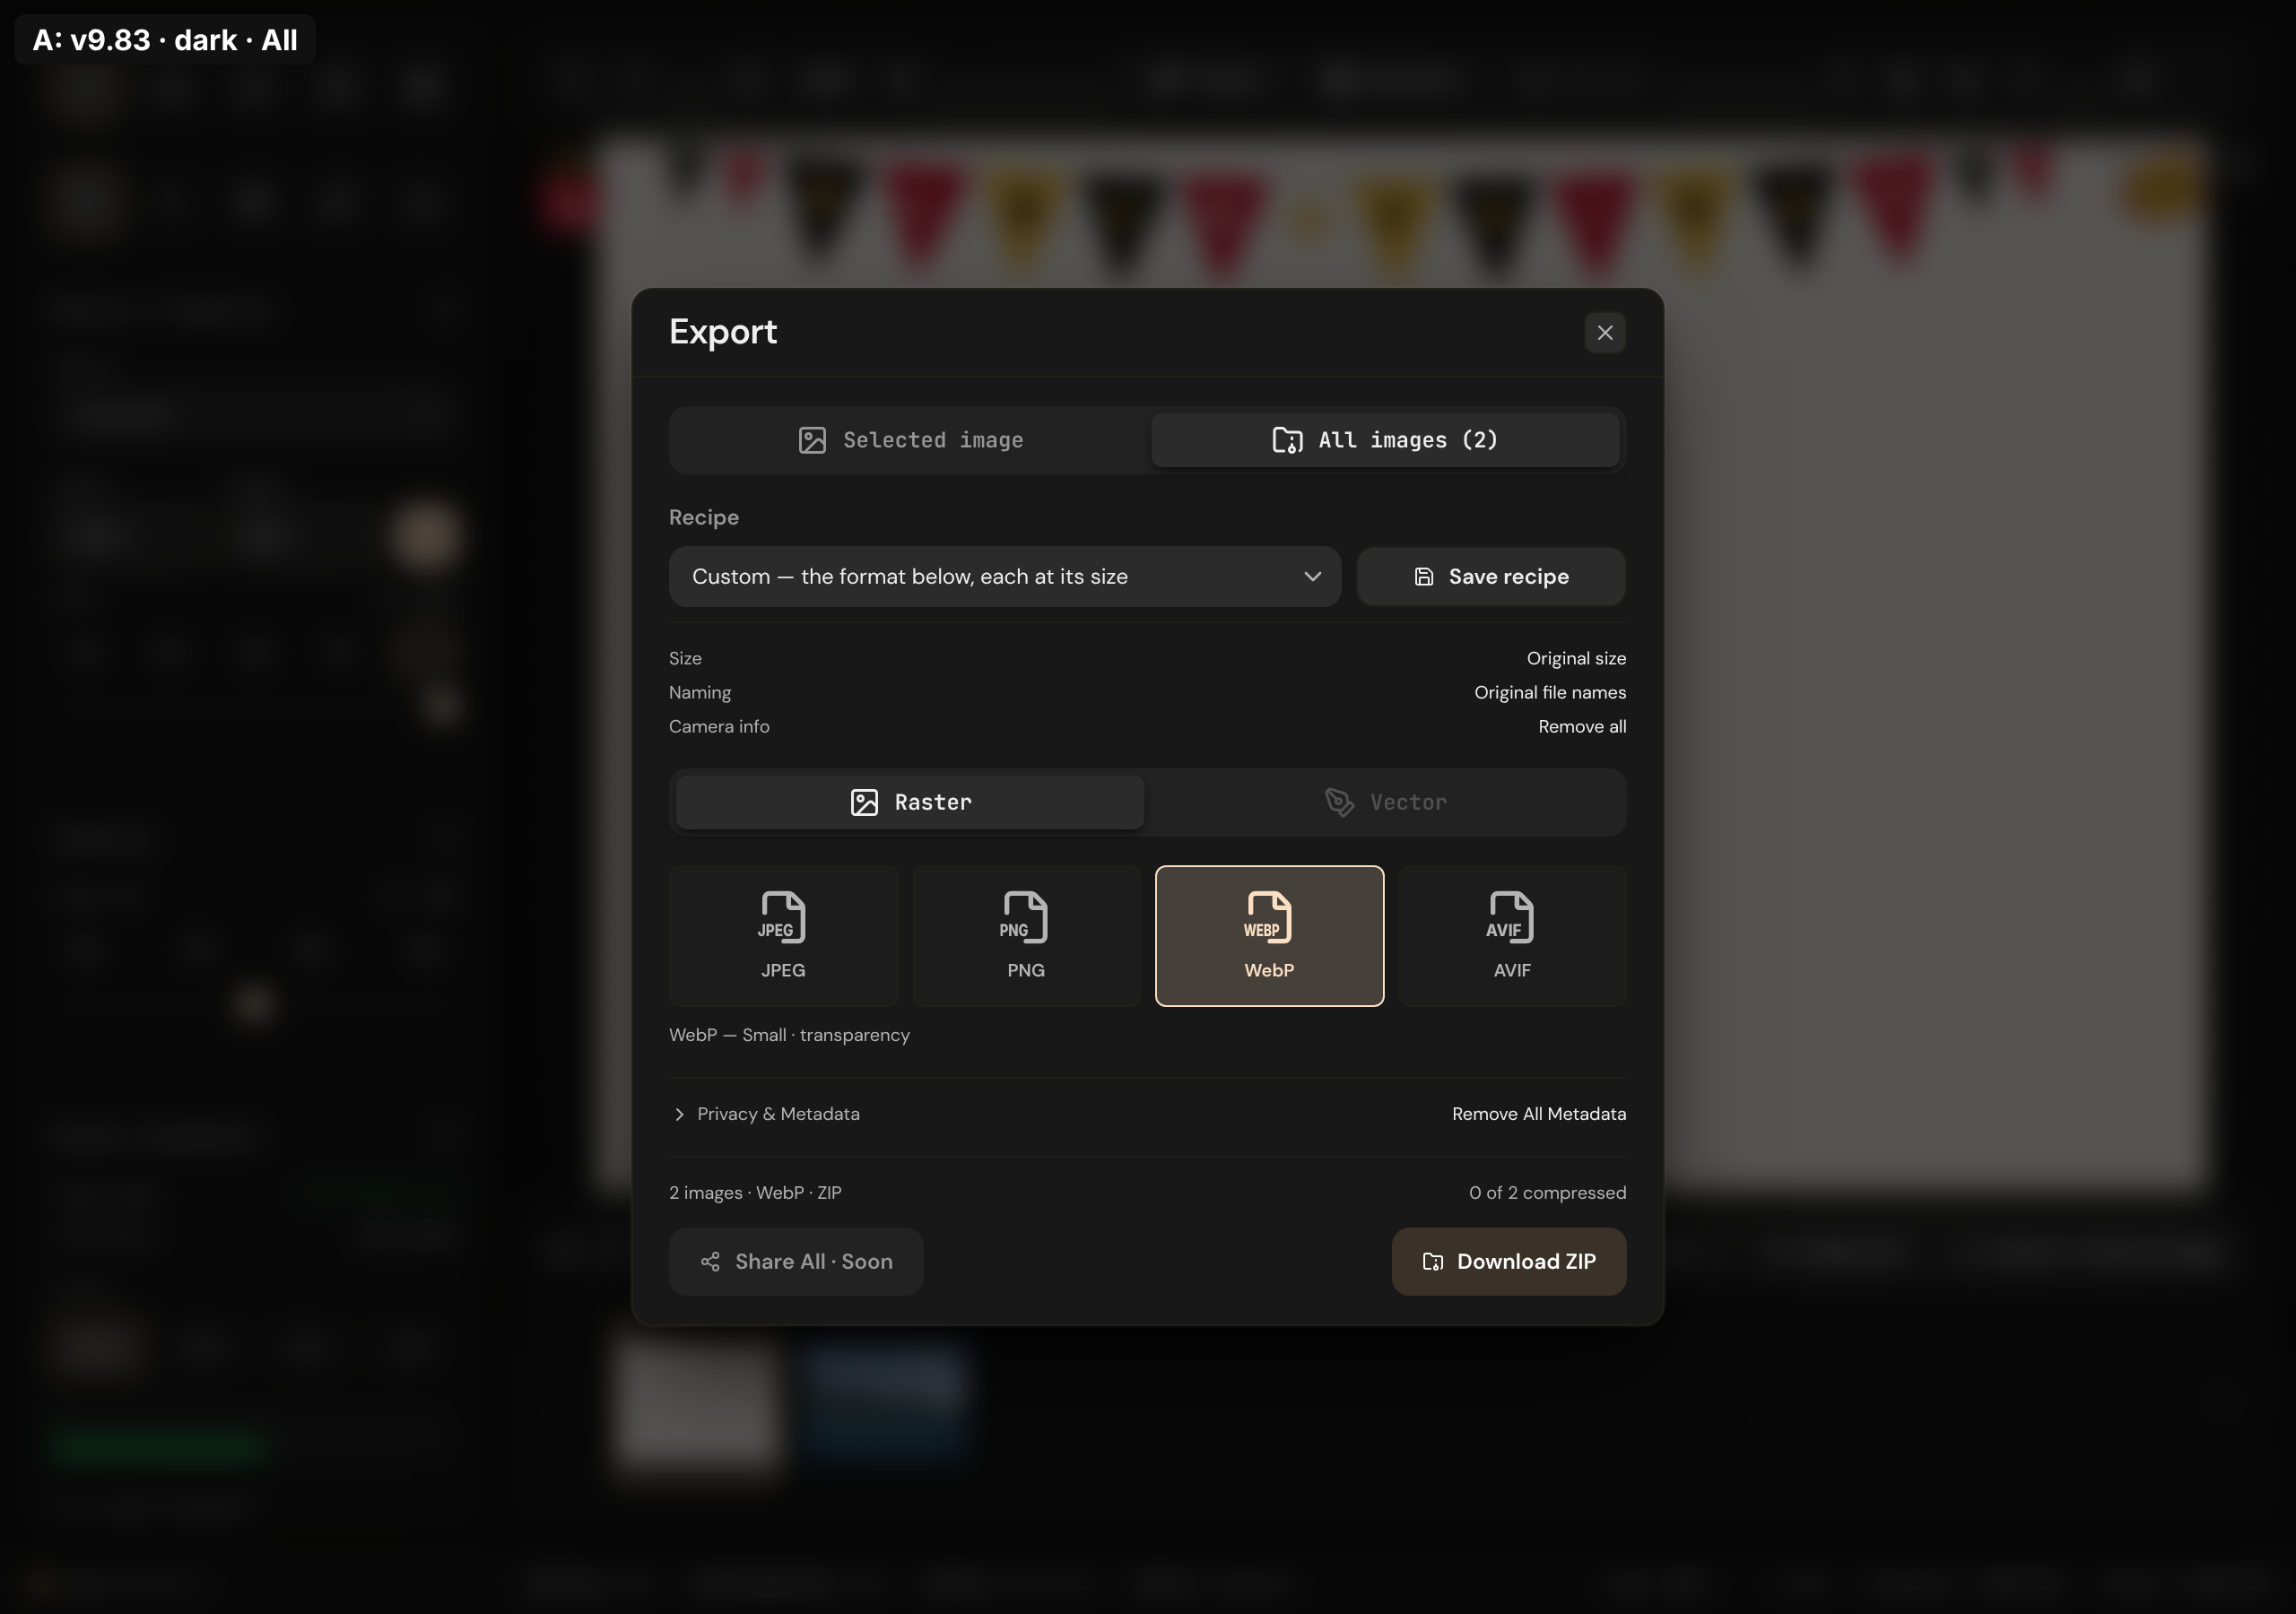 A: v9.83 · dark · All
Export
Selected image
All images (2)
Recipe
Custom — the format below, each at its size
Save recipe
Size
Original size
Naming
Original file names
Camera info
Remove all
Raster
Vector
JPEG
JPEG
PNG
PNG
WEBP
WebP
AVIF
AVIF
WebP — Small · transparency
Privacy & Metadata
Remove All Metadata
2 images · WebP · ZIP
0 of 2 compressed
Share All · Soon
Download ZIP